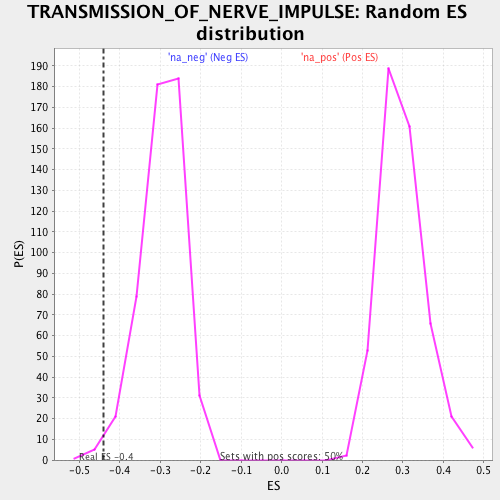 TRANSMISSION_OF_NERVE_IMPULSE: Random ES
distribution
'na_neg' (Neg ES) 'na_pos' (Pos ES)
190
180
170
160
150
140
130
120
110
100
90
80
70
60
50
40
30
20
10
0
P(ES)
Real ES -0.4 Sets with pos scores: 50%
-0.5 -0.4 -0.3 -0.2 -0.1 0.0 0.1 0.2 0.3 0.4 0.5
ES